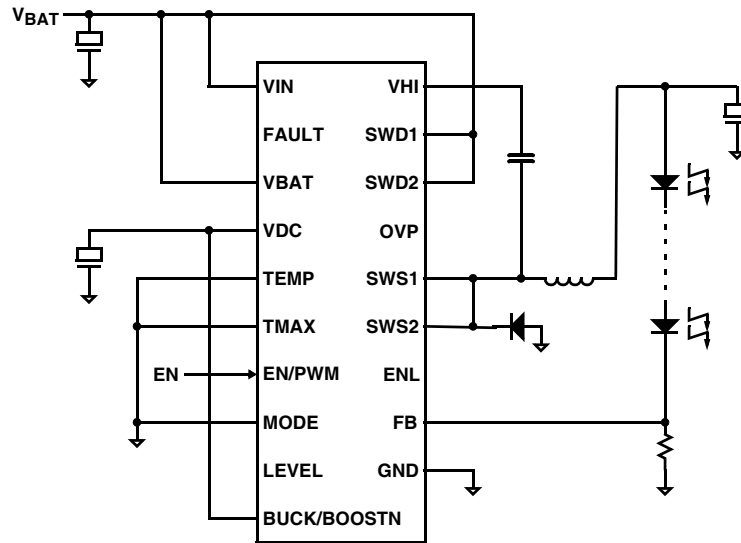 VBAT
VIN VHI
FAULT SWD1
VBAT SWD2
VDC OVP
TEMP SWS1
TMAX SWS2
EN EN/PWM ENL
MODE FB
LEVEL GND
BUCK/BOOSTN